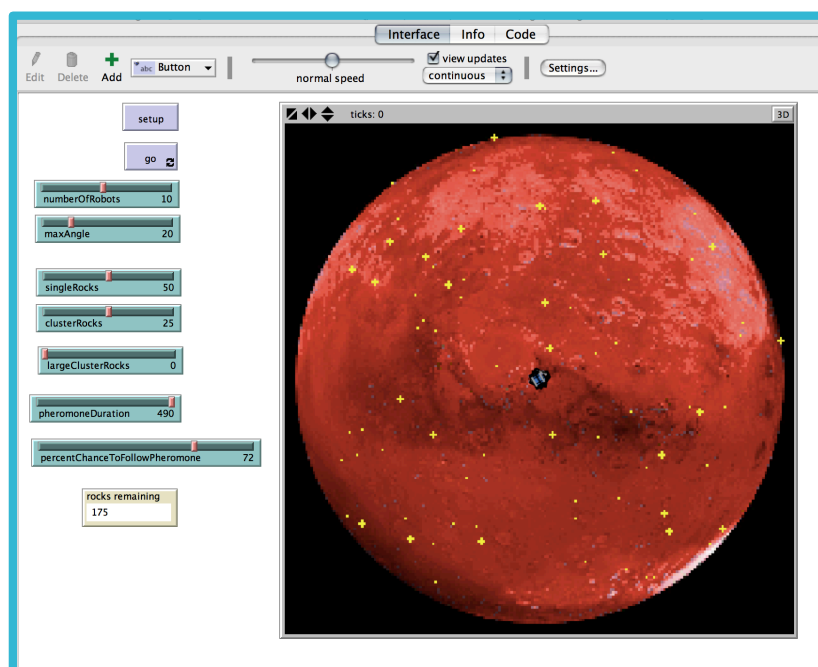 Interface Info Code
Edit Delete Add abc Button normal speed view updates continuous Settings...
setup
go
numberOfRobots 10
maxAngle 20
singleRocks 50
clusterRocks 25
largeClusterRocks 0
pheromoneDuration 490
percentChanceToFollowPheromone 72
rocks remaining
175
ticks: 0 3D